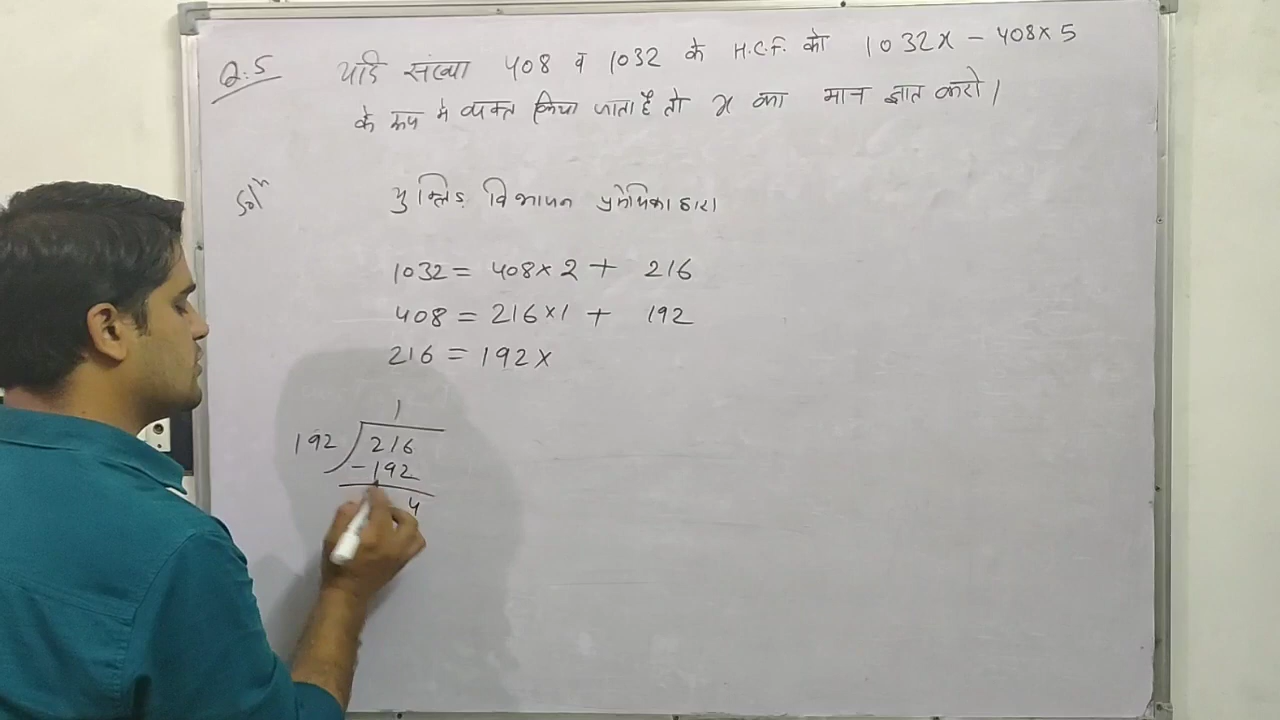 Q.5 यदि संख्या 408 व 1032 के H.C.F. को 1032x - 408×5
के रूप में व्यक्त किया जाता है तो x का मान ज्ञात करो।
Solⁿ युक्लिड विभाजन प्रमेयिका द्वारा
1032 = 408×2 + 216
408 = 216×1 + 192
216 = 192×
1
192 216
-192
4